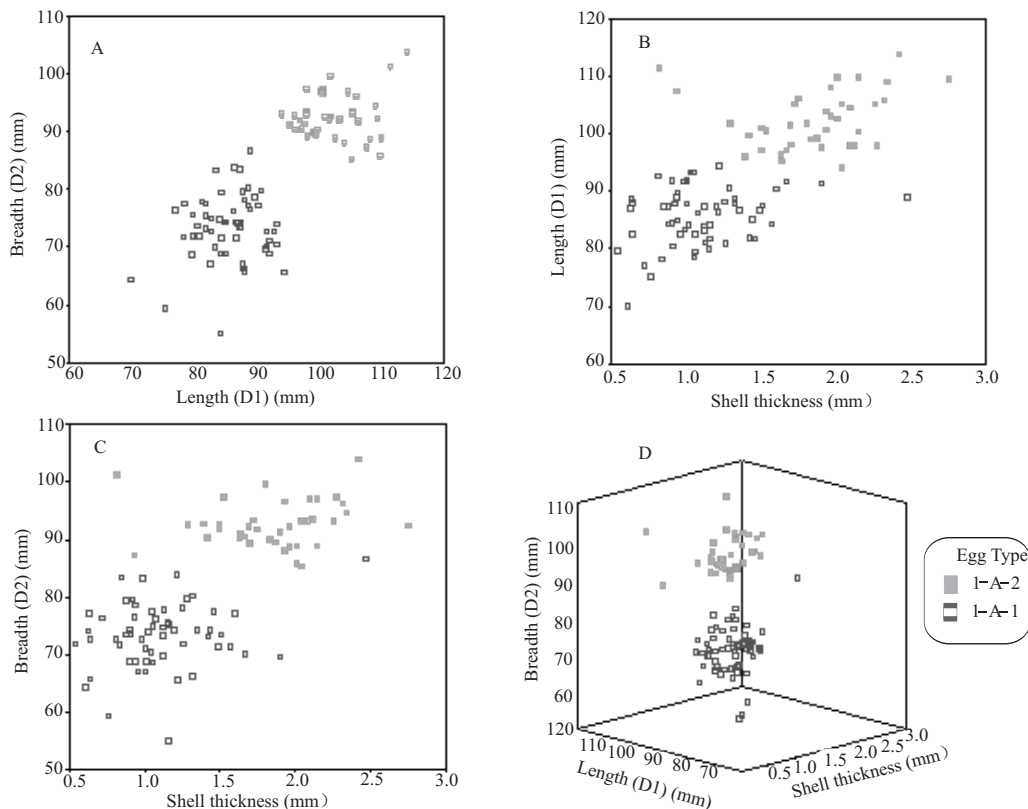 110
A
100
90
80
70
60
50
60 70 80 90 100 110 120
Breadth (D2) (mm)
Length (D1) (mm)
120
B
110
100
90
80
70
60
0.5 1.0 1.5 2.0 2.5 3.0
Length (D1) (mm)
Shell thickness (mm)
110
C
100
90
80
70
60
50
0.5 1.0 1.5 2.0 2.5 3.0
Breadth (D2) (mm)
Shell thickness (mm)
D
110
100
90
80
70
60
120
Breadth (D2) (mm)
110 100 90 80 70
Length (D1) (mm)
0.5 1.0 1.5 2.0 2.5 3.0
Shell thickness (mm)
Egg Type
1-A-2
1-A-1